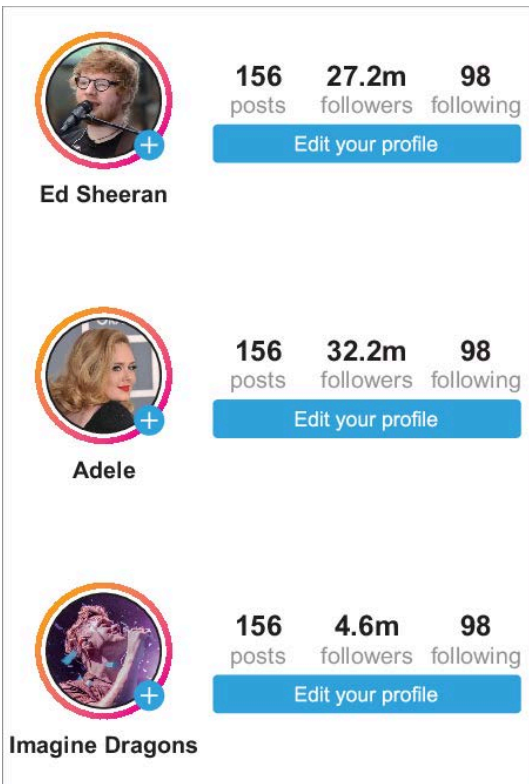 156 27.2m 98
posts followers following
Edit your profile
Ed Sheeran
156 32.2m 98
posts followers following
Edit your profile
Adele
156 4.6m 98
posts followers following
Edit your profile
Imagine Dragons